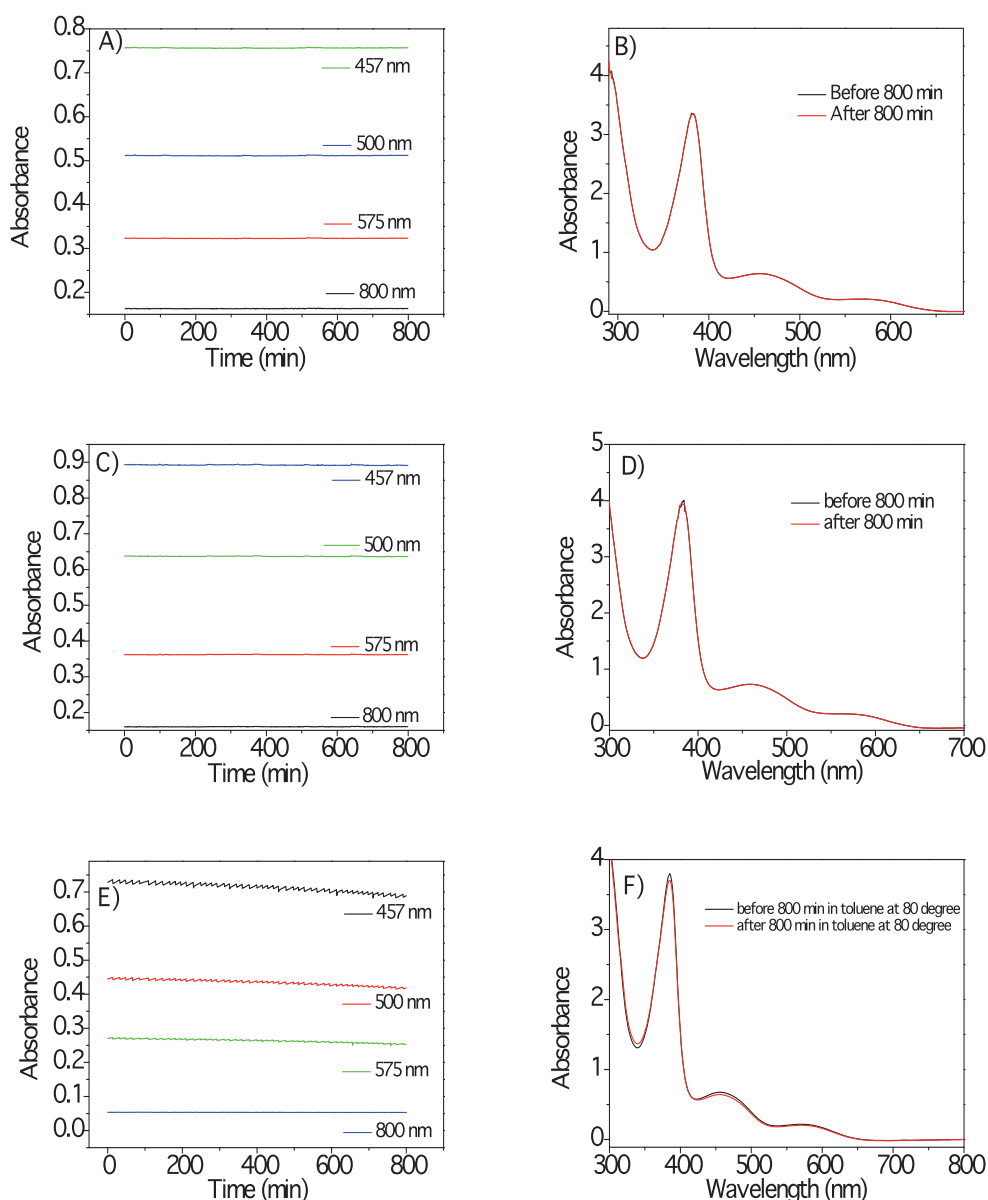 A)
Absorbance
0.8
0.7
0.6
0.5
0.4
0.3
0.2
457 nm
500 nm
575 nm
800 nm
0 200 400 600 800
Time (min)
B)
Absorbance
4
3
2
1
0
Before 800 min
After 800 min
300 400 500 600
Wavelength (nm)
C)
Absorbance
0.9
0.8
0.7
0.6
0.5
0.4
0.3
0.2
457 nm
500 nm
575 nm
800 nm
0 200 400 600 800
Time (min)
D)
Absorbance
5
4
3
2
1
0
before 800 min
after 800 min
300 400 500 600 700
Wavelength (nm)
E)
Absorbance
0.7
0.6
0.5
0.4
0.3
0.2
0.1
0.0
457 nm
500 nm
575 nm
800 nm
0 200 400 600 800
Time (min)
F)
Absorbance
4
3
2
1
0
before 800 min in toluene at 80 degree
after 800 min in toluene at 80 degree
300 400 500 600 700 800
Wavelength (nm)